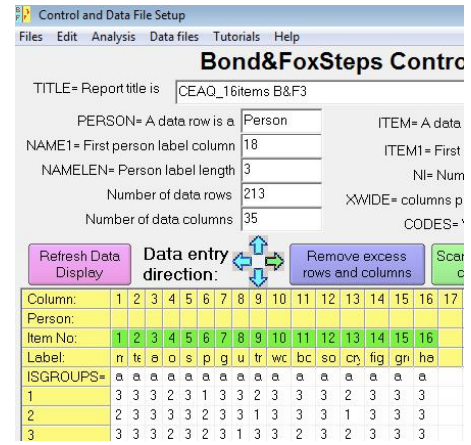 Control and Data File Setup
Files Edit Analysis Data files Tutorials Help
Bond&FoxSteps Contro
TITLE= Report title is CEAQ_16items B&F3
PERSON= A data row is a Person ITEM= A data
NAME1= First person label column 18 ITEM1= First
NAMELEN= Person label length 3 NI= Num
Number of data rows 213 XWIDE= columns p
Number of data columns 35 CODES=
Refresh Data Display Data entry direction: Remove excess rows and columns Scar
Column: 1 2 3 4 5 6 7 8 9 10 11 12 13 14 15 16 17
Person:
Item No: 1 2 3 4 5 6 7 8 9 10 11 12 13 14 15 16
Label: te a o s p g u tr wc bc so cry fig gri ha
ISGROUPS= a a a a a a a a a a a a a a a a
1 3 3 3 2 3 1 3 3 2 3 3 3 2 3 3 3
2 2 3 3 3 3 2 3 3 1 3 3 3 1 3 3 3
3 3 3 2 3 2 3 1 3 3 2 3 2 3 3